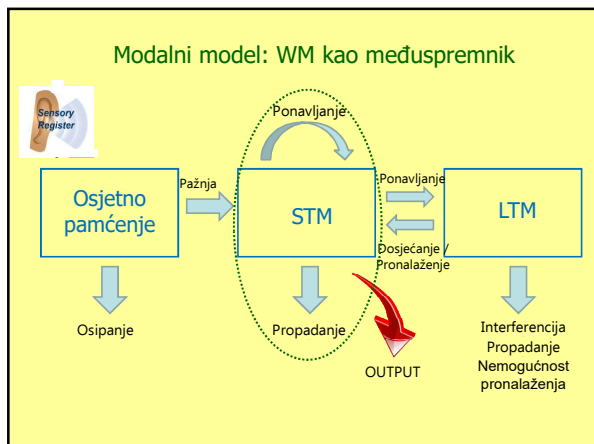 Modalni model: WM kao međuspremnik
Sensory
Register
Ponavljanje
Pažnja
Ponavljanje
Osjetno
pamćenje
STM
LTM
Dosjećanje /
Pronalaženje
Osipanje
Propadanje
OUTPUT
Interferencija
Propadanje
Nemogućnost
pronalaženja